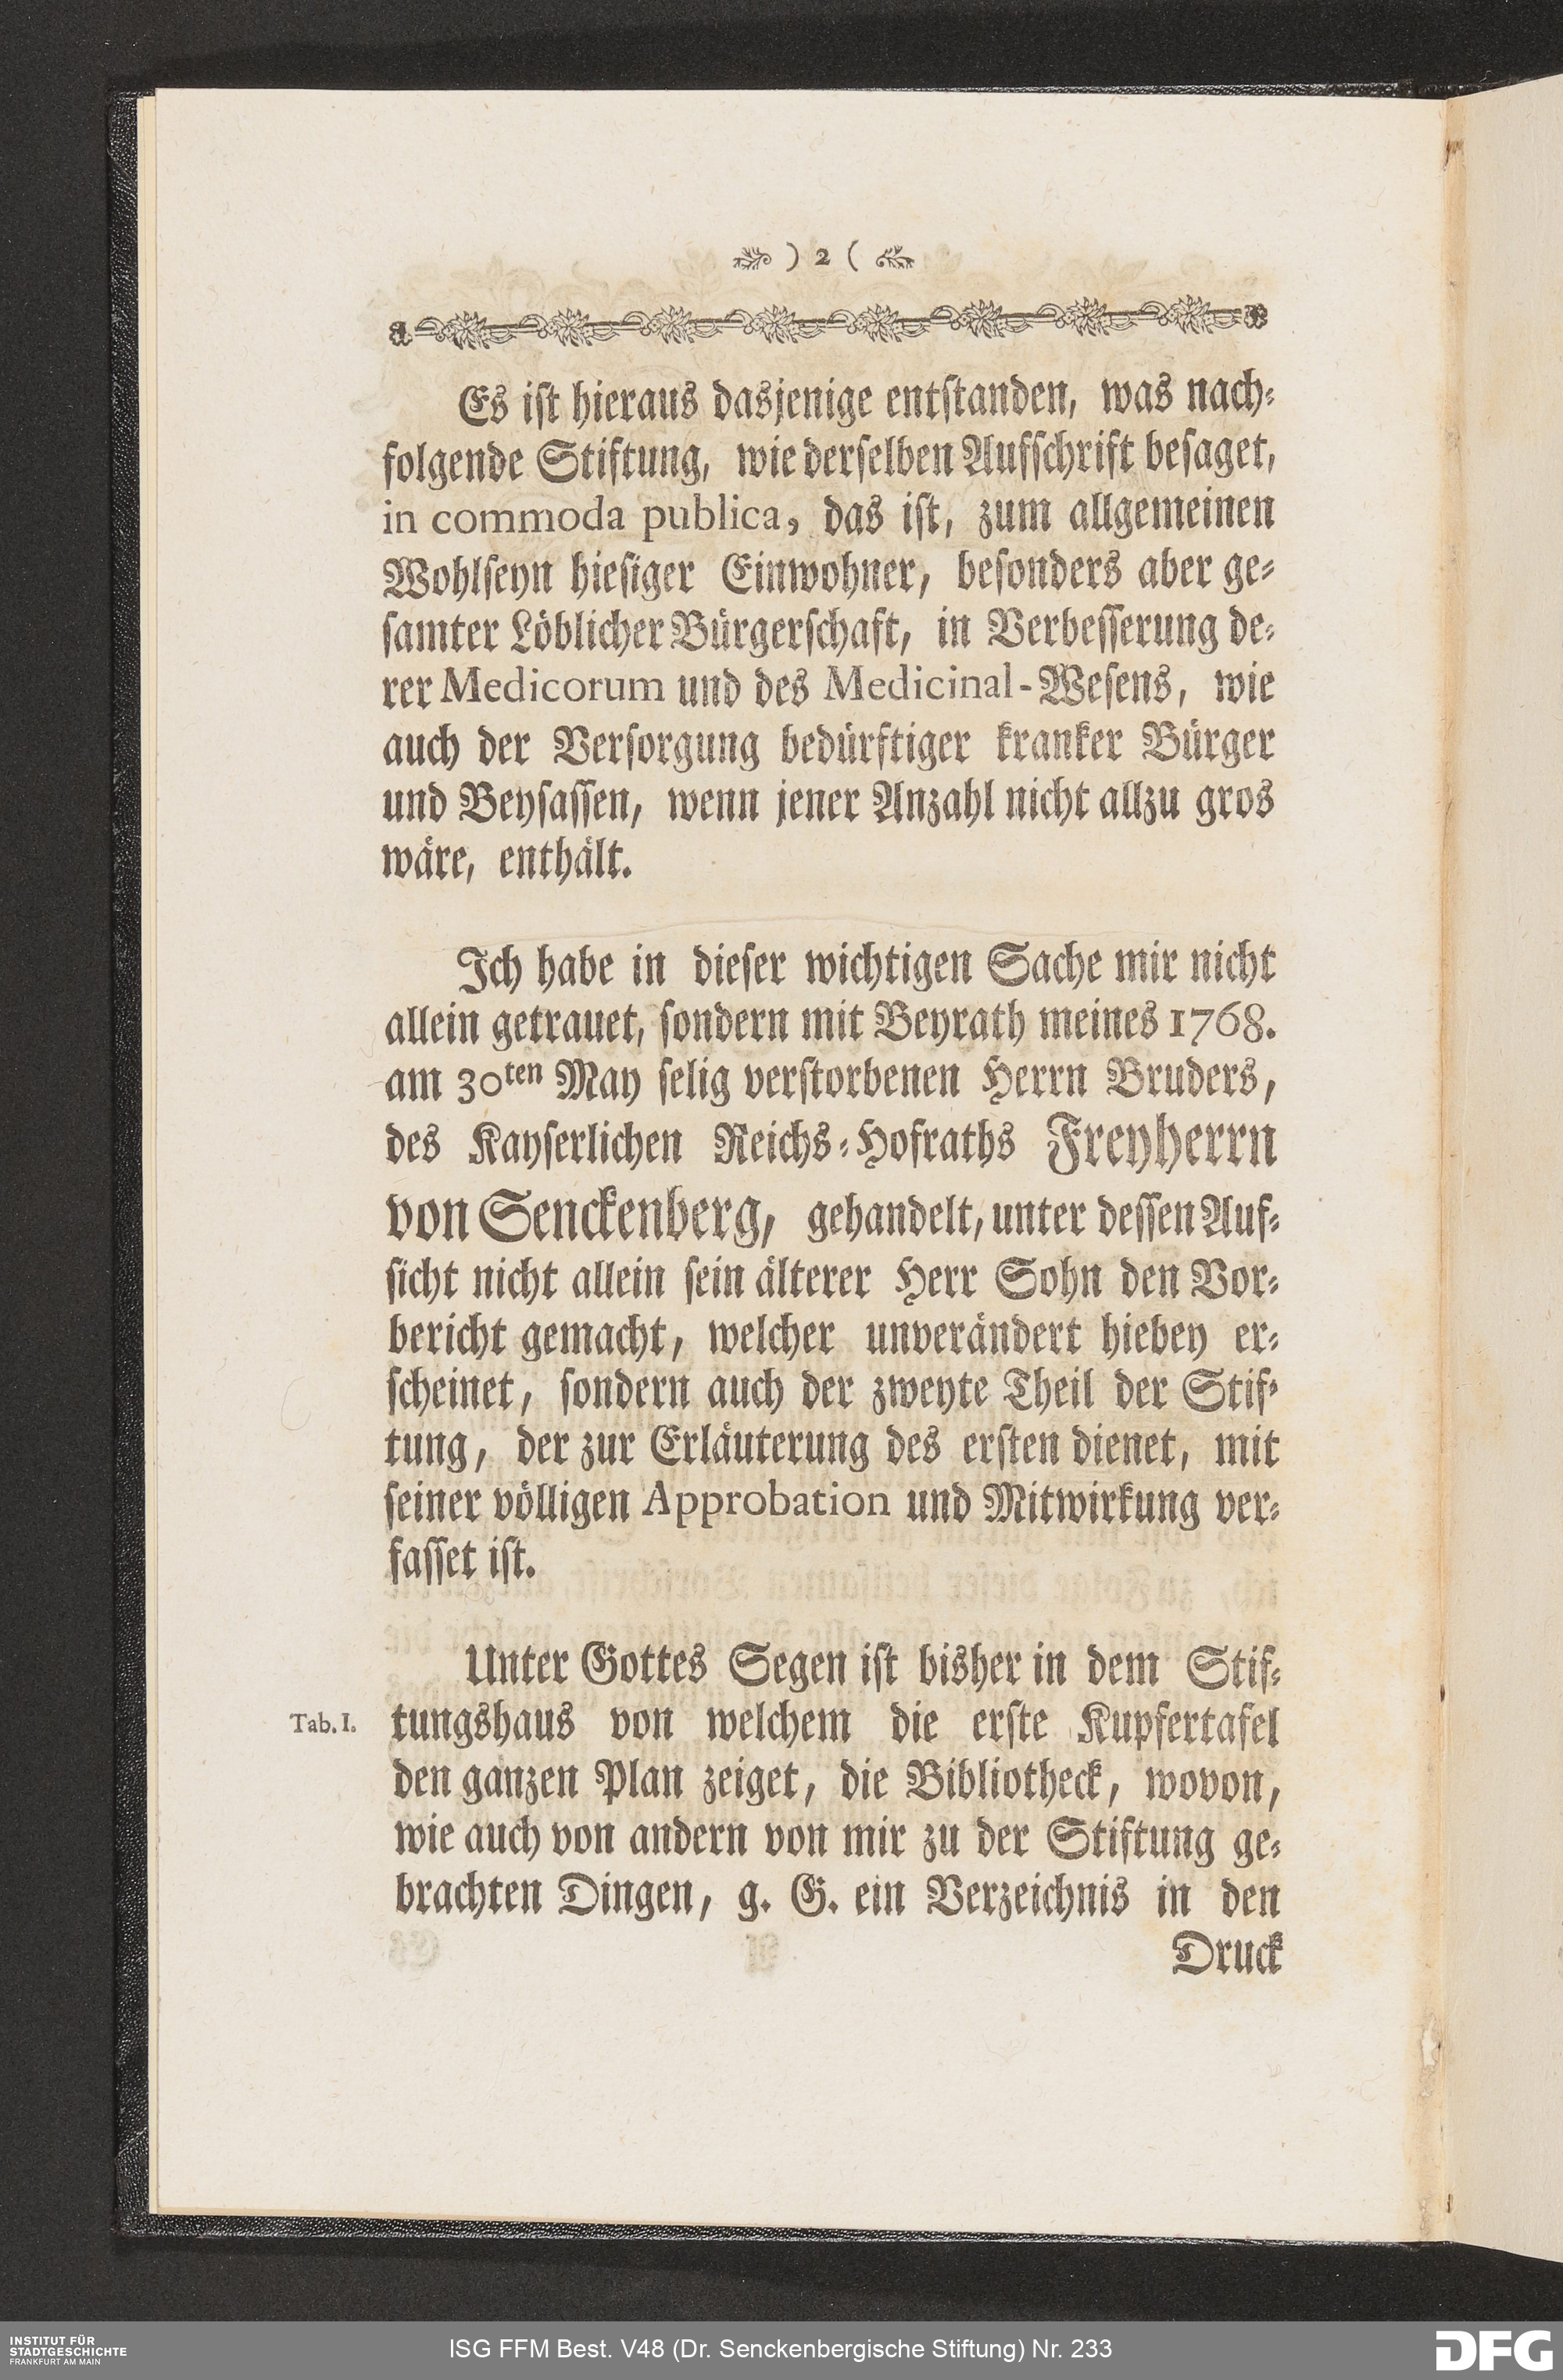 ) 2 (
Es ist hieraus dasjenige entstanden, was nach-
folgende Stiftung, wie derselben Aufschrift besaget,
in commoda publica, das ist, zum allgemeinen
Wohlseyn hiesiger Einwohner, besonders aber ge-
samter Löblicher Bürgerschaft, in Verbesserung de-
rer Medicorum und des Medicinal-Wesens, wie
auch der Versorgung bedürftiger kranker Bürger
und Beysassen, wenn jener Anzahl nicht allzu gros
wäre, enthält.
Ich habe in dieser wichtigen Sache mir nicht
allein getrauet, sondern mit Beyrath meines 1768.
am 30ten May selig verstorbenen Herrn Bruders,
des Kayserlichen Reichs-Hofraths Freyherrn
von Senckenberg, gehandelt, unter dessen Auf-
sicht nicht allein sein älterer Herr Sohn den Vor-
bericht gemacht, welcher unverändert hiebey er-
scheinet, sondern auch der zweyte Theil der Stif-
tung, der zur Erläuterung des ersten dienet, mit
seiner völligen Approbation und Mitwirkung ver-
fasset ist.
Unter Gottes Segen ist bisher in dem Stif-
Tab. I. tungshaus von welchem die erste Kupfertafel
den ganzen Plan zeiget, die Bibliotheck, wovon,
wie auch von andern von mir zu der Stiftung ge-
brachten Dingen, g. G. ein Verzeichnis in den
Druck
INSTITUT FÜR
STADTGESCHICHTE
FRANKFURT AM MAIN
ISG FFM Best. V48 (Dr. Senckenbergische Stiftung) Nr. 233
DFG